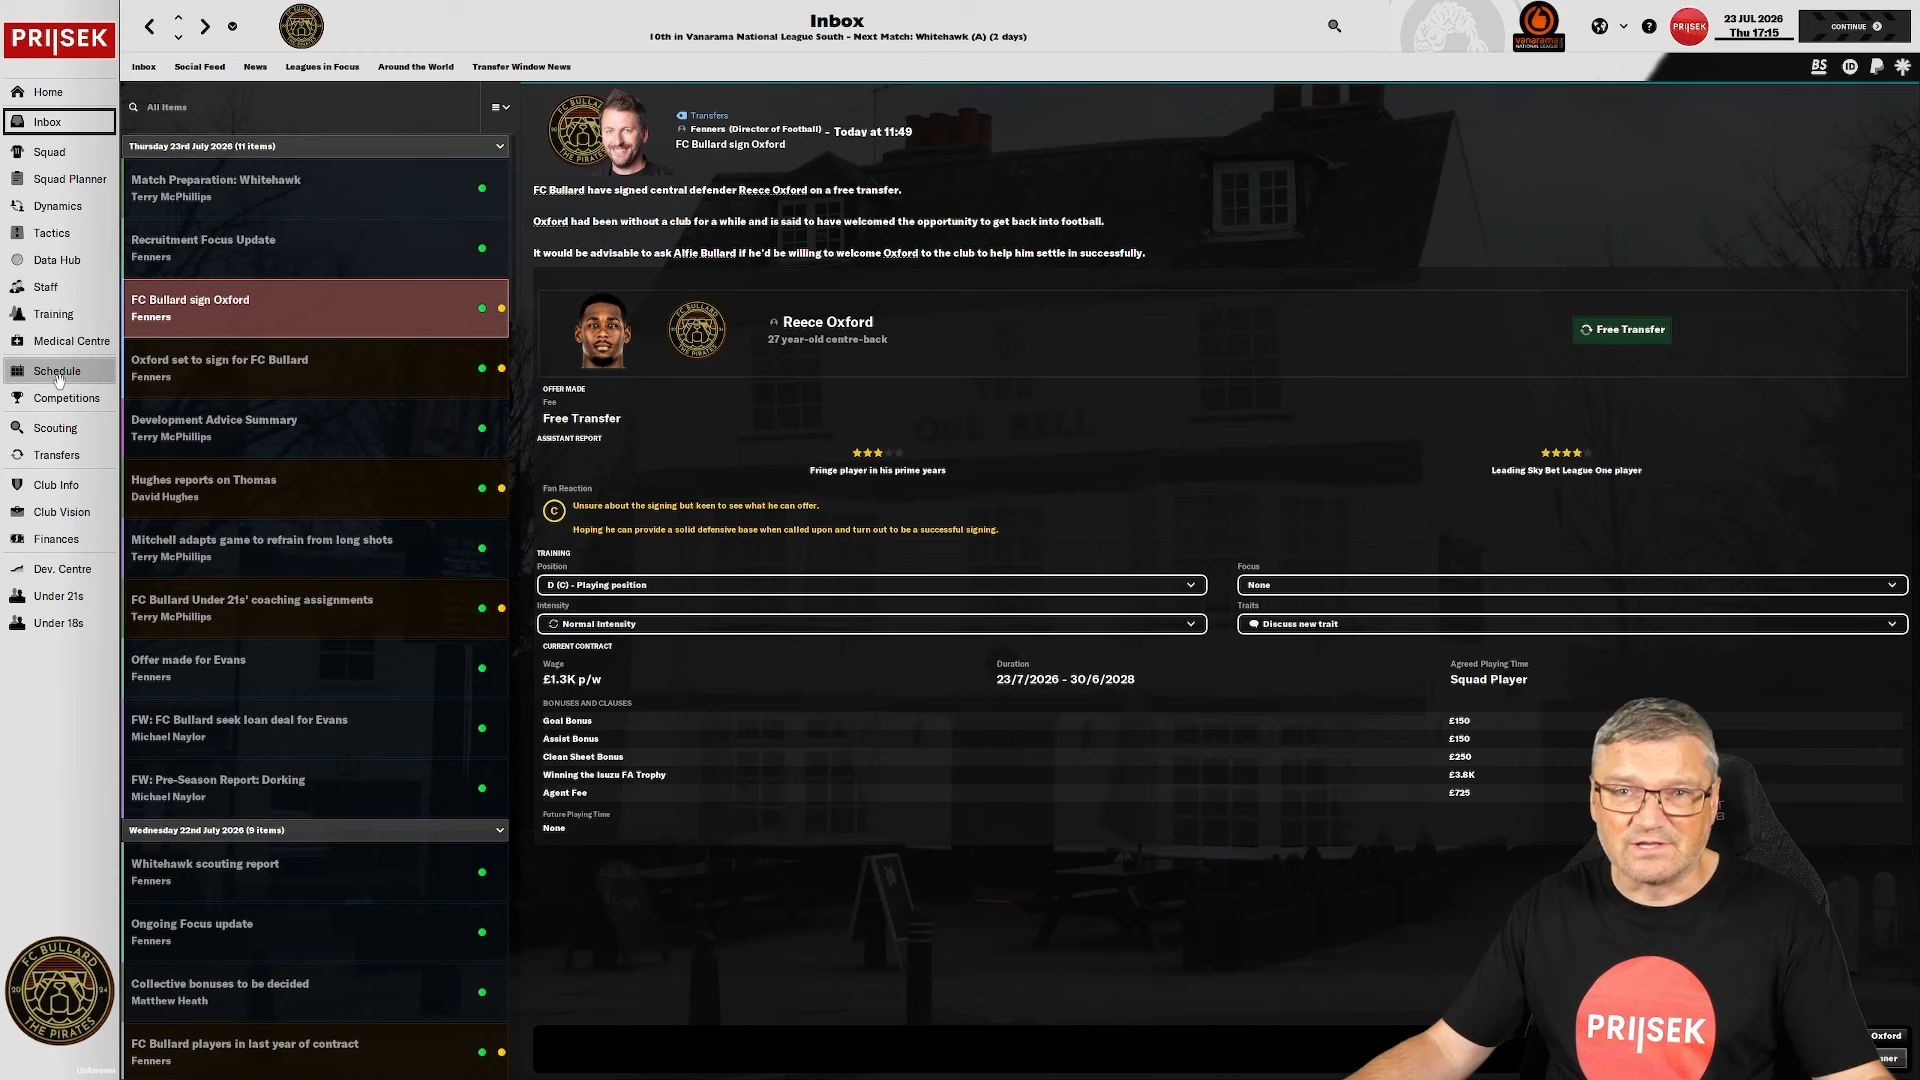 PRIJSEK
Inbox
10th in Vanarama National League South - Next Match: Whitehawk (A) (2 days)
vanarama
NATIONAL LEAGUE
PRIJSEK
23 JUL 2026
Thu 17:15
CONTINUE
Inbox
Social Feed
News
Leagues in Focus
Around the World
Transfer Window News
BS
ID
Home
Inbox
Squad
Squad Planner
Dynamics
Tactics
Data Hub
Staff
Training
Medical Centre
Schedule
Competitions
Scouting
Transfers
Club Info
Club Vision
Finances
Dev. Centre
Under 21s
Under 18s
FC BULLARD
20 24
THE PIRATES
Unknown
All Items
Thursday 23rd July 2026 (11 items)
Match Preparation: Whitehawk
Terry McPhillips
Recruitment Focus Update
Fenners
FC Bullard sign Oxford
Fenners
Oxford set to sign for FC Bullard
Fenners
Development Advice Summary
Terry McPhillips
Hughes reports on Thomas
David Hughes
Mitchell adapts game to refrain from long shots
Terry McPhillips
FC Bullard Under 21s' coaching assignments
Terry McPhillips
Offer made for Evans
Fenners
FW: FC Bullard seek loan deal for Evans
Michael Naylor
FW: Pre-Season Report: Dorking
Michael Naylor
Wednesday 22nd July 2026 (9 items)
Whitehawk scouting report
Fenners
Ongoing Focus update
Fenners
Collective bonuses to be decided
Matthew Heath
FC Bullard players in last year of contract
Fenners
Transfers
Fenners (Director of Football) - Today at 11:49
FC Bullard sign Oxford
FC Bullard have signed central defender Reece Oxford on a free transfer.
Oxford had been without a club for a while and is said to have welcomed the opportunity to get back into football.
It would be advisable to ask Alfie Bullard if he'd be willing to welcome Oxford to the club to help him settle in successfully.
Reece Oxford
27 year-old centre-back
Free Transfer
OFFER MADE
Fee
Free Transfer
ASSISTANT REPORT
Fringe player in his prime years
Leading Sky Bet League One player
Fan Reaction
C
Unsure about the signing but keen to see what he can offer.
Hoping he can provide a solid defensive base when called upon and turn out to be a successful signing.
TRAINING
Position
D (C) - Playing position
Focus
None
Intensity
Normal Intensity
Traits
Discuss new trait
CURRENT CONTRACT
Wage
£1.3K p/w
Duration
23/7/2026 - 30/6/2028
Agreed Playing Time
Squad Player
BONUSES AND CLAUSES
Goal Bonus £150
Assist Bonus £150
Clean Sheet Bonus £250
Winning the Isuzu FA Trophy £3.8K
Agent Fee £725
Future Playing Time
None
PRIJSEK
Oxford